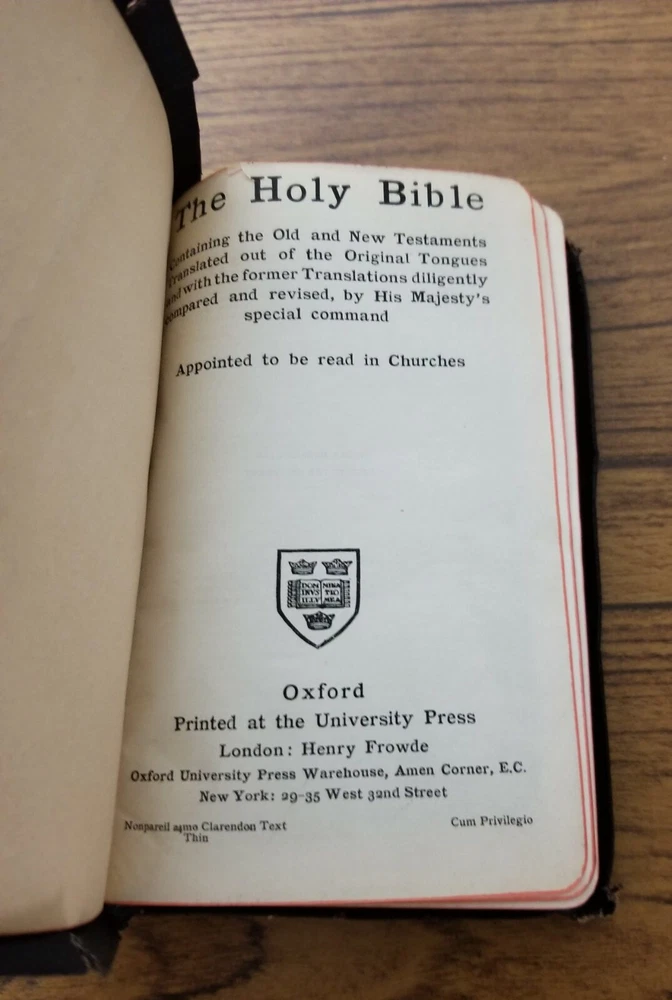 The Holy Bible
Containing the Old and New Testaments
Translated out of the Original Tongues
and with the former Translations diligently
compared and revised, by His Majesty's
special command
Appointed to be read in Churches
DOMINUS ILLUMINATIO MEA
Oxford
Printed at the University Press
London: Henry Frowde
Oxford University Press Warehouse, Amen Corner, E.C.
New York: 29-35 West 32nd Street
Nonpareil 24mo Clarendon Text
Thin
Cum Privilegio